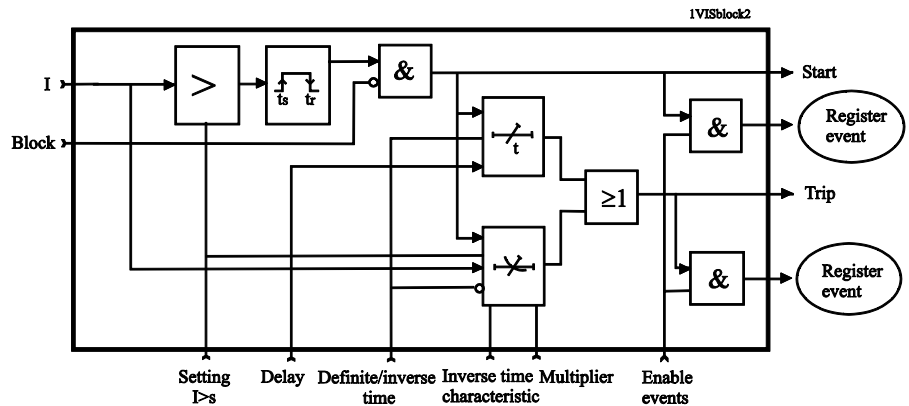 1VISblock2
I
>
ts tr
&
Start
Block
t
&
Register
event
≥1
Trip
&
Register
event
Setting
I>s
Delay
Definite/inverse
time
Inverse time
characteristic
Multiplier
Enable
events